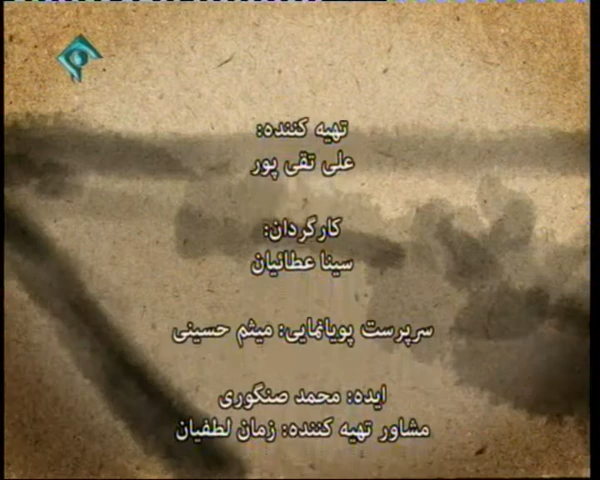 تهیه کننده:
علی تقی پور
کارگردان:
سینا عطائیان
سرپرست پویانمایی: میثم حسینی
ایده: محمد صنگوری
مشاور تهیه کننده: زمان لطفیان